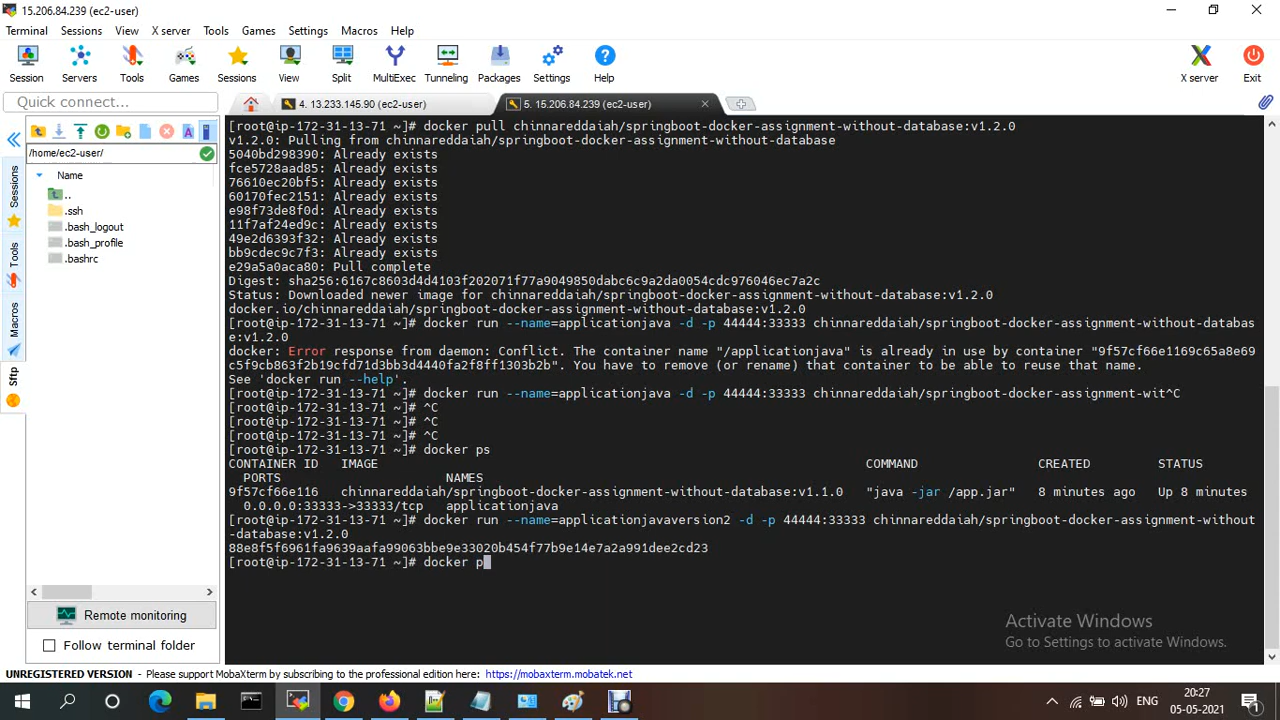 15.206.84.239 (ec2-user)
Terminal Sessions View X server Tools Games Settings Macros Help
Session Servers Tools Games Sessions View Split MultiExec Tunneling Packages Settings Help X server Exit
Quick connect...
4. 13.233.145.90 (ec2-user)
5. 15.206.84.239 (ec2-user)
/home/ec2-user/
Name
..
.ssh
.bash_logout
.bash_profile
.bashrc
Sessions
Tools
Macros
Sftp
[root@ip-172-31-13-71 ~]# docker pull chinnareddaiah/springboot-docker-assignment-without-database:v1.2.0
v1.2.0: Pulling from chinnareddaiah/springboot-docker-assignment-without-database
5040bd298390: Already exists
fce5728aad85: Already exists
76610ec20bf5: Already exists
60170fec2151: Already exists
e98f73de8f0d: Already exists
11f7af24ed9c: Already exists
49e2d6393f32: Already exists
bb9cdec9c7f3: Already exists
e29a5a0aca80: Pull complete
Digest: sha256:6167c8603d4d4103f202071f77a9049850dabc6c9a2da0054cdc976046ec7a2c
Status: Downloaded newer image for chinnareddaiah/springboot-docker-assignment-without-database:v1.2.0
docker.io/chinnareddaiah/springboot-docker-assignment-without-database:v1.2.0
[root@ip-172-31-13-71 ~]# docker run --name=applicationjava -d -p 44444:33333 chinnareddaiah/springboot-docker-assignment-without-databas
e:v1.2.0
docker: Error response from daemon: Conflict. The container name "/applicationjava" is already in use by container "9f57cf66e1169c65a8e69
c5f9cb863f2b19cfd71d3bb3d4440fa2f8ff1303b2b". You have to remove (or rename) that container to be able to reuse that name.
See 'docker run --help'.
[root@ip-172-31-13-71 ~]# docker run --name=applicationjava -d -p 44444:33333 chinnareddaiah/springboot-docker-assignment-wit^C
[root@ip-172-31-13-71 ~]# ^C
[root@ip-172-31-13-71 ~]# ^C
[root@ip-172-31-13-71 ~]# ^C
[root@ip-172-31-13-71 ~]# docker ps
CONTAINER ID IMAGE COMMAND CREATED STATUS
PORTS NAMES
9f57cf66e116 chinnareddaiah/springboot-docker-assignment-without-database:v1.1.0 "java -jar /app.jar" 8 minutes ago Up 8 minutes
0.0.0.0:33333->33333/tcp applicationjava
[root@ip-172-31-13-71 ~]# docker run --name=applicationjavaversion2 -d -p 44444:33333 chinnareddaiah/springboot-docker-assignment-without
-database:v1.2.0
88e8f5f6961fa9639aafa99063bbe9e33020b454f77b9e14e7a2a991dee2cd23
[root@ip-172-31-13-71 ~]# docker p
Remote monitoring
Follow terminal folder
Activate Windows
Go to Settings to activate Windows.
UNREGISTERED VERSION - Please support MobaXterm by subscribing to the professional edition here: https://mobaxterm.mobatek.net
ENG
20:27
05-05-2021
1